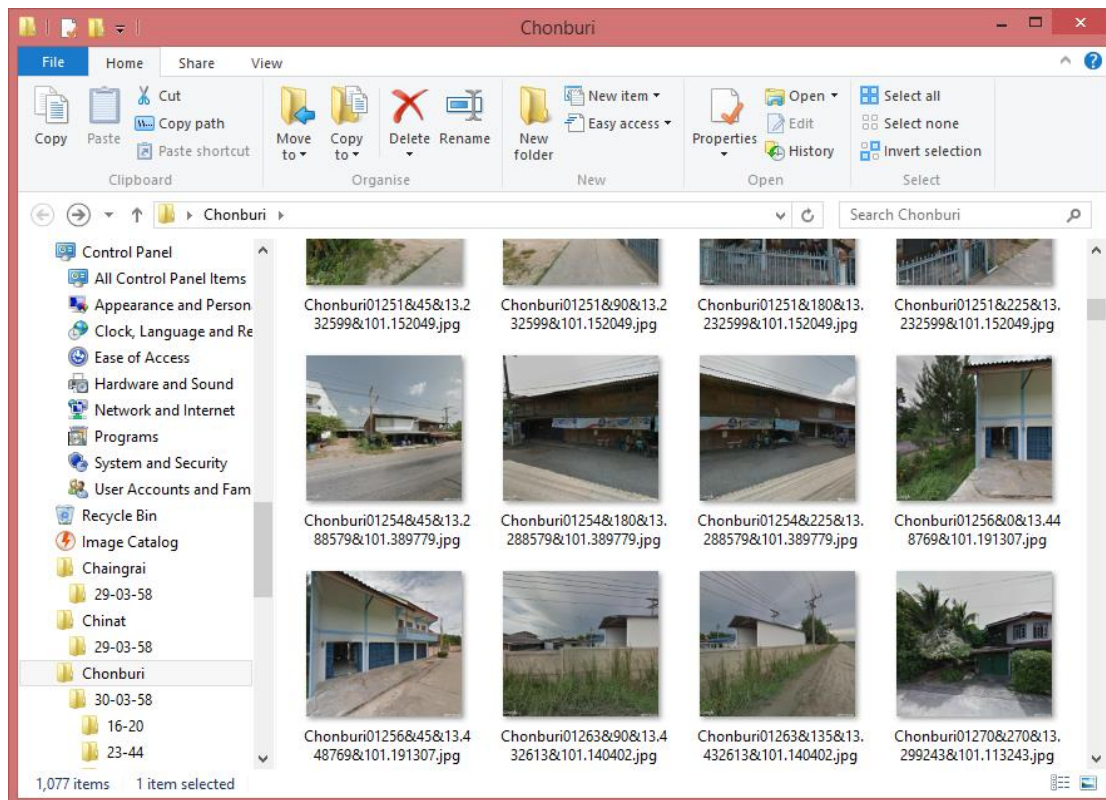 Chonburi
File Home Share View
Copy
Paste
Cut
Copy path
Paste shortcut
Clipboard
Move to
Copy to
Delete
Rename
Organise
New folder
New item
Easy access
New
Properties
Open
Edit
History
Open
Select all
Select none
Invert selection
Select
Chonburi
Search Chonburi
Control Panel
All Control Panel Items
Appearance and Person
Clock, Language and Re
Ease of Access
Hardware and Sound
Network and Internet
Programs
System and Security
User Accounts and Fam
Recycle Bin
Image Catalog
Chaingrai
29-03-58
Chinat
29-03-58
Chonburi
30-03-58
16-20
23-44
Chonburi01251&45&13.2
32599&101.152049.jpg
Chonburi01251&90&13.2
32599&101.152049.jpg
Chonburi01251&180&13.
232599&101.152049.jpg
Chonburi01251&225&13.
232599&101.152049.jpg
Chonburi01254&45&13.2
88579&101.389779.jpg
Chonburi01254&180&13.
288579&101.389779.jpg
Chonburi01254&225&13.
288579&101.389779.jpg
Chonburi01256&0&13.44
8769&101.191307.jpg
Chonburi01256&45&13.4
48769&101.191307.jpg
Chonburi01263&90&13.4
32613&101.140402.jpg
Chonburi01263&135&13.
432613&101.140402.jpg
Chonburi01270&270&13.
299243&101.113243.jpg
1,077 items 1 item selected